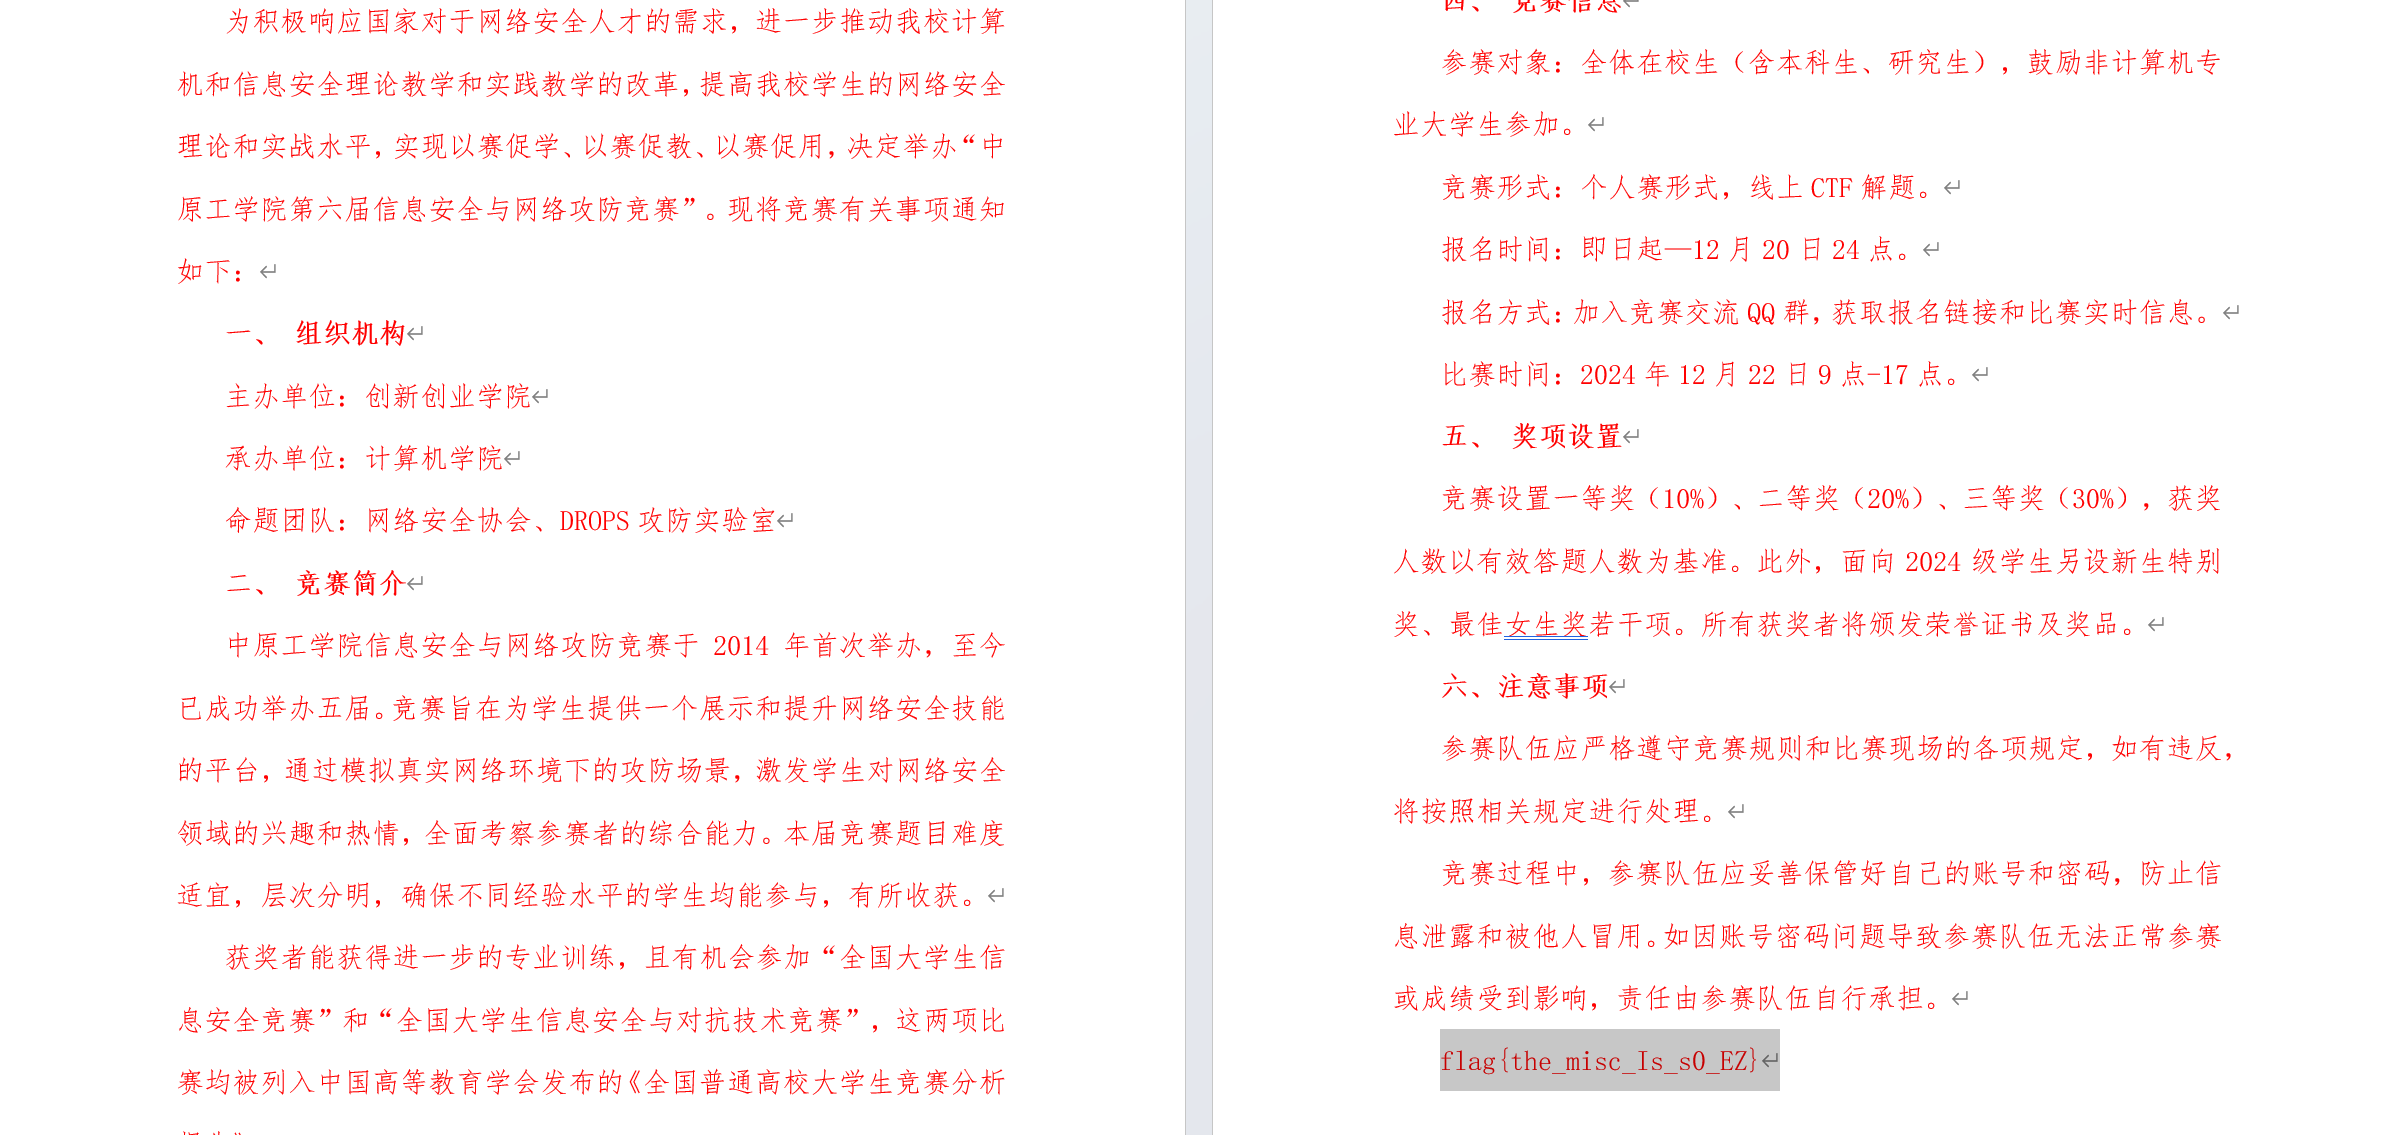 为积极响应国家对于网络安全人才的需求，进一步推动我校计算
机和信息安全理论教学和实践教学的改革，提高我校学生的网络安全
理论和实战水平，实现以赛促学、以赛促教、以赛促用，决定举办“中
原工学院第六届信息安全与网络攻防竞赛”。现将竞赛有关事项通知
如下：
一、 组织机构
主办单位：创新创业学院
承办单位：计算机学院
命题团队：网络安全协会、DROPS 攻防实验室
二、 竞赛简介
中原工学院信息安全与网络攻防竞赛于 2014 年首次举办，至今
已成功举办五届。竞赛旨在为学生提供一个展示和提升网络安全技能
的平台，通过模拟真实网络环境下的攻防场景，激发学生对网络安全
领域的兴趣和热情，全面考察参赛者的综合能力。本届竞赛题目难度
适宜，层次分明，确保不同经验水平的学生均能参与，有所收获。
获奖者能获得进一步的专业训练，且有机会参加“全国大学生信
息安全竞赛”和“全国大学生信息安全与对抗技术竞赛”，这两项比
赛均被列入中国高等教育学会发布的《全国普通高校大学生竞赛分析
四、 竞赛信息
参赛对象：全体在校生（含本科生、研究生），鼓励非计算机专
业大学生参加。
竞赛形式：个人赛形式，线上 CTF 解题。
报名时间：即日起—12 月 20 日 24 点。
报名方式：加入竞赛交流 QQ 群，获取报名链接和比赛实时信息。
比赛时间：2024 年 12 月 22 日 9 点-17 点。
五、 奖项设置
竞赛设置一等奖（10%）、二等奖（20%）、三等奖（30%），获奖
人数以有效答题人数为基准。此外，面向 2024 级学生另设新生特别
奖、最佳女生奖若干项。所有获奖者将颁发荣誉证书及奖品。
六、注意事项
参赛队伍应严格遵守竞赛规则和比赛现场的各项规定，如有违反，
将按照相关规定进行处理。
竞赛过程中，参赛队伍应妥善保管好自己的账号和密码，防止信
息泄露和被他人冒用。如因账号密码问题导致参赛队伍无法正常参赛
或成绩受到影响，责任由参赛队伍自行承担。
flag{the_misc_Is_s0_EZ}